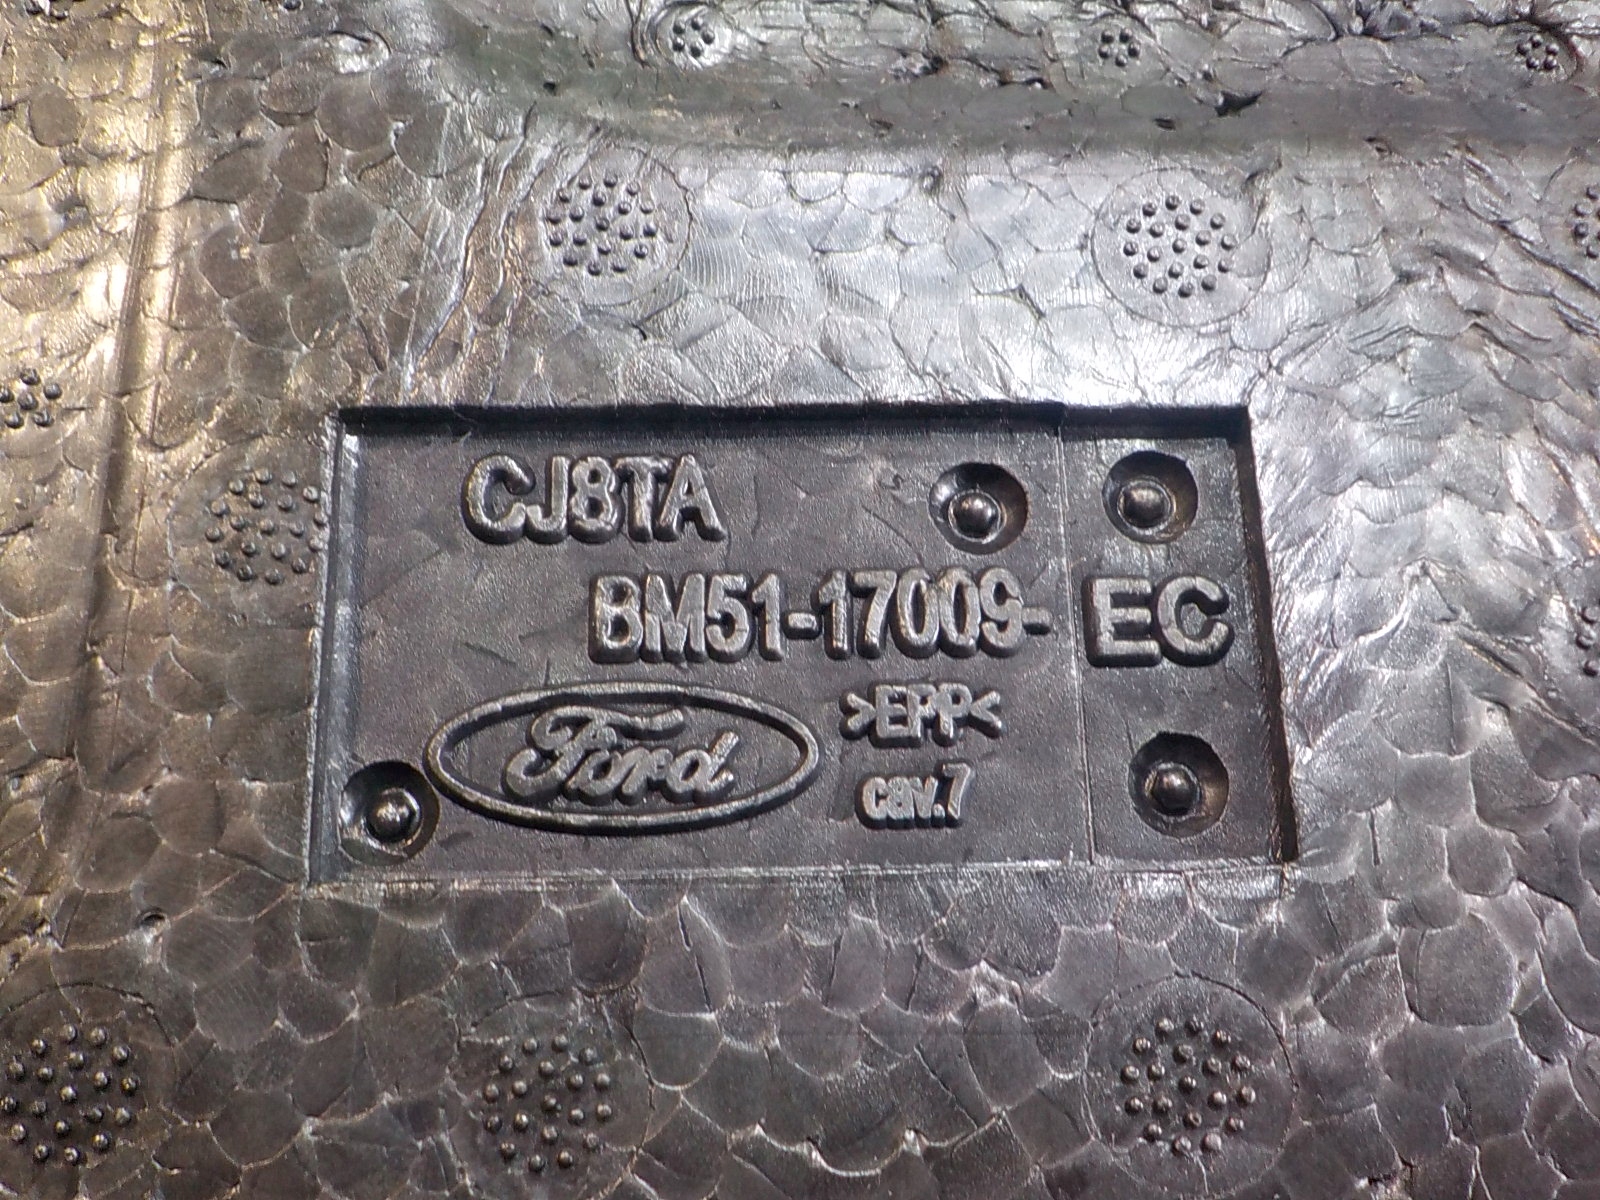 CJ8TA
BM51-17009-EC
Ford
>EPP<
cav.7